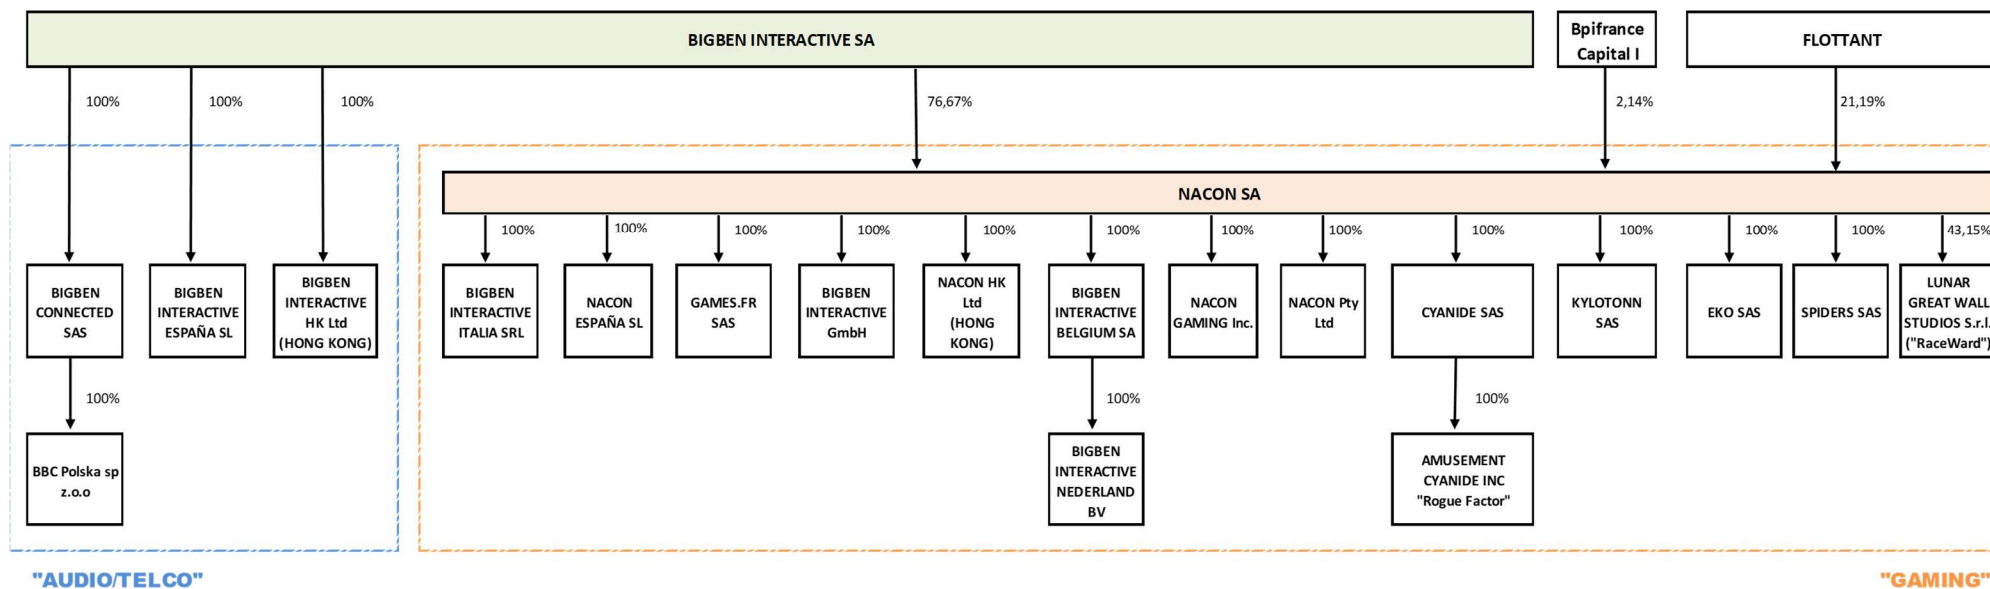 BIGBEN INTERACTIVE SA
Bpifrance
Capital I
FLOTTANT
100%
100%
100%
76,67%
2,14%
21,19%
NACON SA
100%
100%
100%
100%
100%
100%
100%
100%
100%
100%
100%
100%
43,15%
BIGBEN
CONNECTED
SAS
BIGBEN
INTERACTIVE
ESPAÑA SL
BIGBEN
INTERACTIVE
HK Ltd
(HONG KONG)
BIGBEN
INTERACTIVE
ITALIA SRL
NACON
ESPAÑA SL
GAMES.FR
SAS
BIGBEN
INTERACTIVE
GmbH
NACON HK
Ltd
(HONG
KONG)
BIGBEN
INTERACTIVE
BELGIUM SA
NACON
GAMING Inc.
NACON Pty
Ltd
CYANIDE SAS
KYLOTONN
SAS
EKO SAS
SPIDERS SAS
LUNAR
GREAT WALL
STUDIOS S.r.l.
("RaceWard")
100%
100%
100%
BBC Polska sp
z.o.o
BIGBEN
INTERACTIVE
NEDERLAND
BV
AMUSEMENT
CYANIDE INC
"Rogue Factor"
"AUDIO/TELCO"
"GAMING"